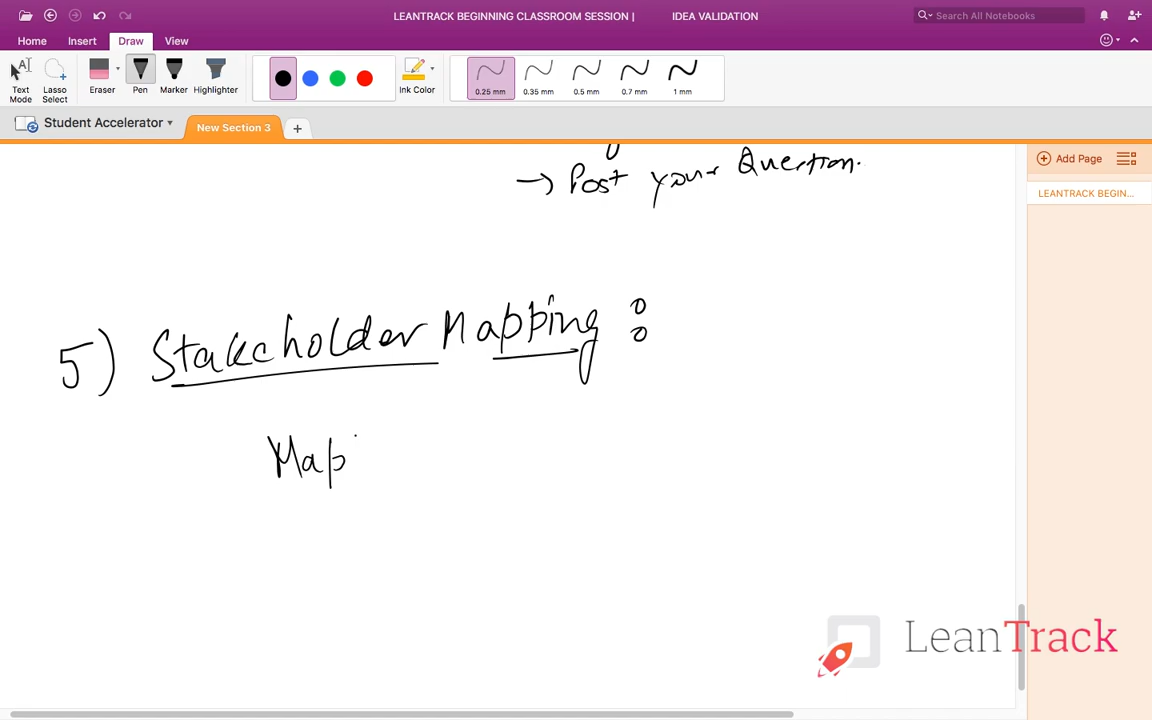 LEANTRACK BEGINNING CLASSROOM SESSION | IDEA VALIDATION
Search All Notebooks
Home Insert Draw View
Text Mode
Lasso Select
Eraser
Pen
Marker
Highlighter
Ink Color
0.25 mm
0.35 mm
0.5 mm
0.7 mm
1 mm
Student Accelerator
New Section 3
Add Page
LEANTRACK BEGIN...
→ Post your Question.
5) Stakeholder Mapping :
Map
LeanTrack